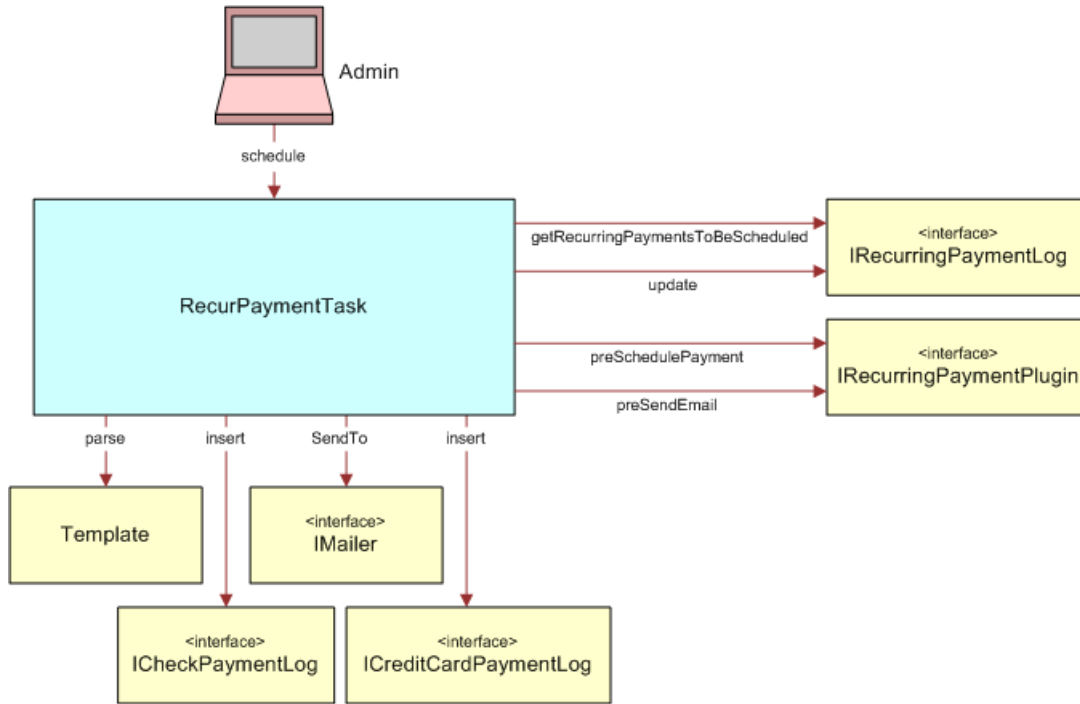 Admin
schedule
getRecurringPaymentsToBeScheduled
<interface>
IRecurringPaymentLog
update
RecurPaymentTask
preSchedulePayment
<interface>
IRecurringPaymentPlugin
preSendEmail
parse
insert
SendTo
insert
Template
<interface>
IMailer
<interface>
ICheckPaymentLog
<interface>
ICreditCardPaymentLog